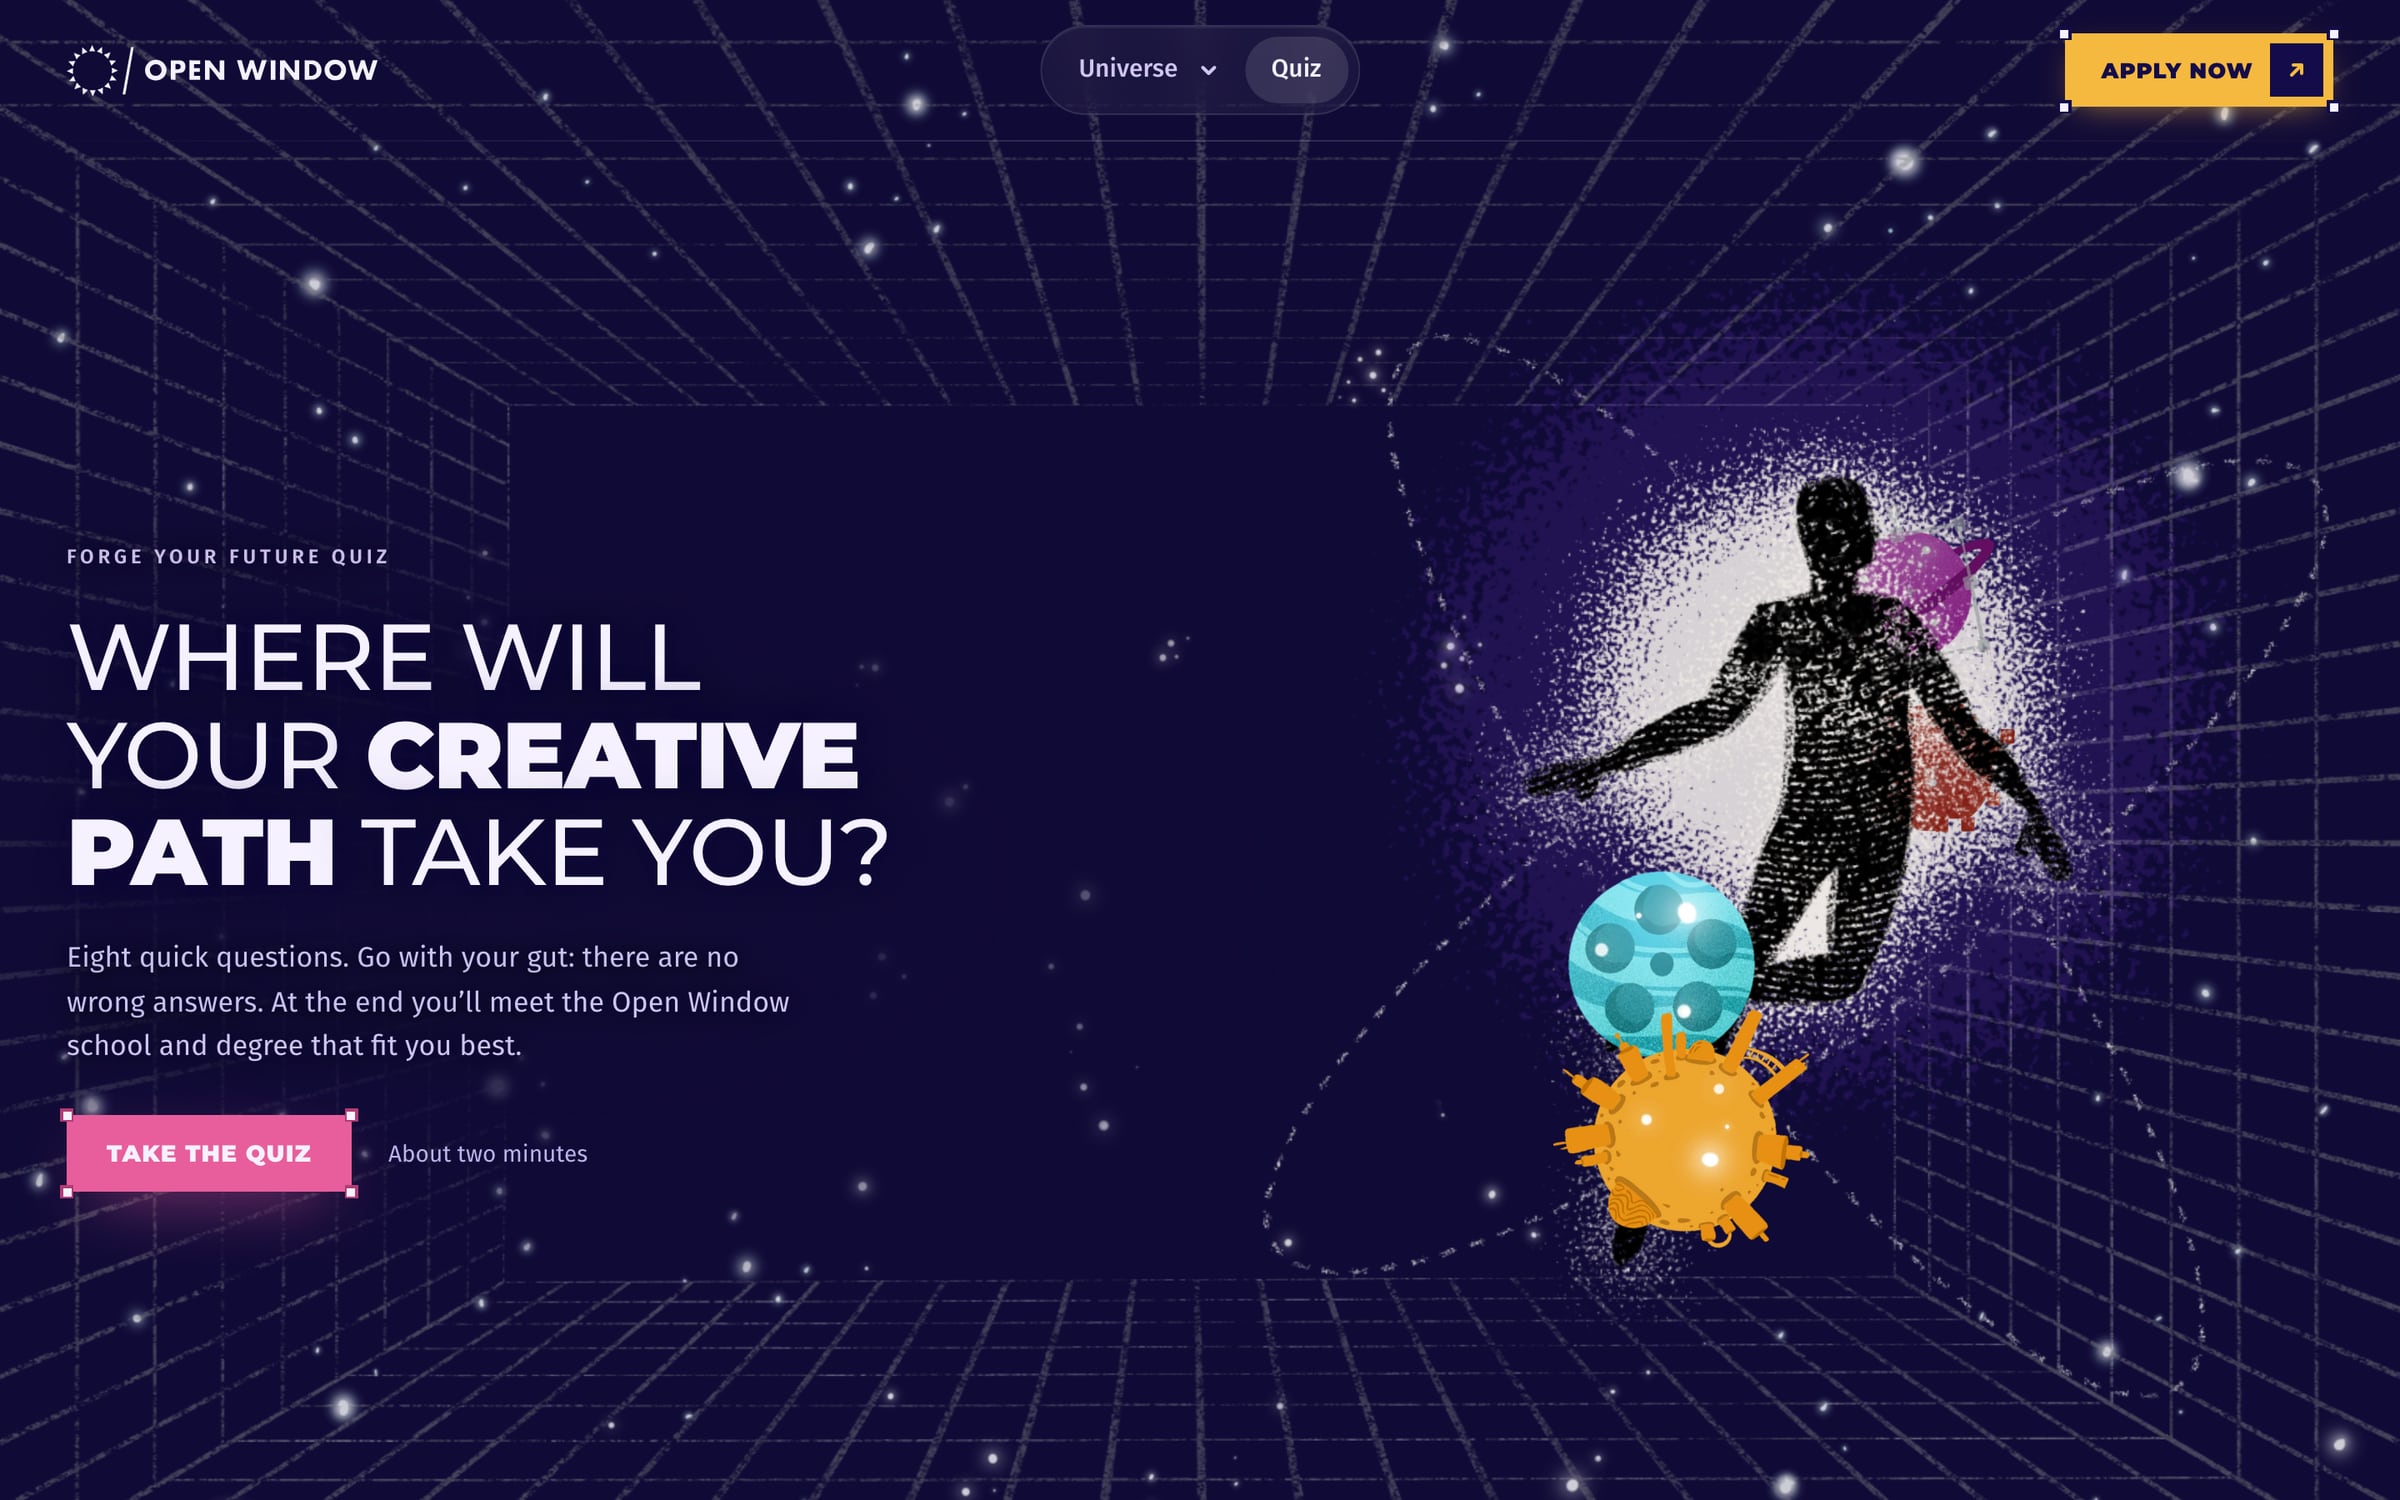 OPEN WINDOW
Universe
Quiz
APPLY NOW
FORGE YOUR FUTURE QUIZ
WHERE WILL
YOUR CREATIVE
PATH TAKE YOU?
Eight quick questions. Go with your gut: there are no
wrong answers. At the end you’ll meet the Open Window
school and degree that fit you best.
TAKE THE QUIZ
About two minutes